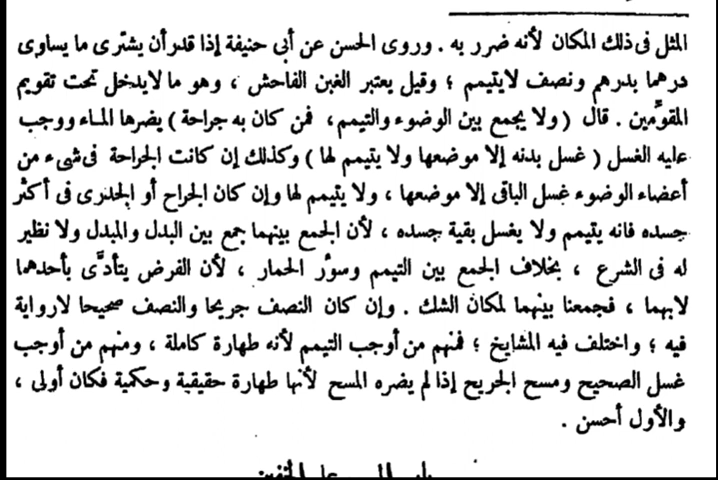 المثل فى ذلك المكان لأنه ضرر به . وروى الحسن عن أبى حنيفة إذا قدر أن يشترى ما يساوى
درهما بدرهم ونصف لايتيمم ؛ وقيل يعتبر الغبن الفاحش ، وهو ما لايدخل تحت تقويم
المقوّمين . قال ( ولا يجمع بين الوضوء والتيمم ، فمن كان به جراحة ) يضرها المـاء ووجب
عليه الغسل ( غسل بدنه إلا موضعها ولا يتيمم لها ) وكذلك إن كانت الجراحة فى شىء من
أعضاء الوضوء غسل الباقى إلا موضعها ، ولا يتيمم لها وإن كان الجراح أو الجدرى فى أكثر
جسده فانه يتيمم ولا يغسل بقية جسده ، لأن الجمع بينهما جمع بين البدل والمبدل ولا نظير
له فى الشرع ، بخلاف الجمع بين التيمم وسؤر الحمار ، لأن الفرض يتأدّى بأحدهما
لابهما ، فجمعنا بينهما لمكان الشك . وإن كان النصف جريحا والنصف صحيحا لارواية
فيه ؛ واختلف فيه المشايخ ؛ فمنهم من أوجب التيمم لأنه طهارة كاملة ، ومنهم من أوجب
غسل الصحيح ومسح الجريح إذا لم يضره المسح لأنها طهارة حقيقية وحكمية فكان أولى ،
والأول أحسن .